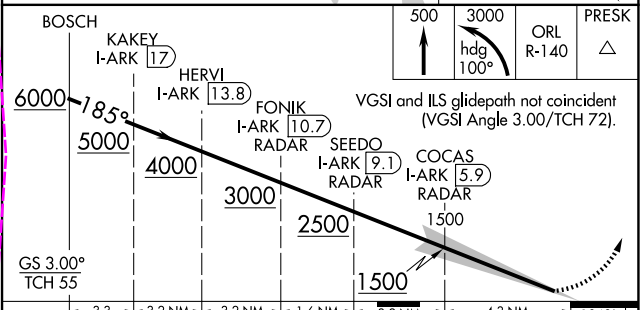 500
3000
hdg
100°
ORL
R-140
PRESK
BOSCH
KAKEY
I-ARK 17
HERVI
I-ARK 13.8
FONIK
I-ARK 10.7
RADAR
SEEDO
I-ARK 9.1
RADAR
COCAS
I-ARK 5.9
RADAR
1500
VGSI and ILS glidepath not coincident
(VGSI Angle 3.00/TCH 72).
6000
185°
5000
4000
3000
2500
1500
GS 3.00°
TCH 55